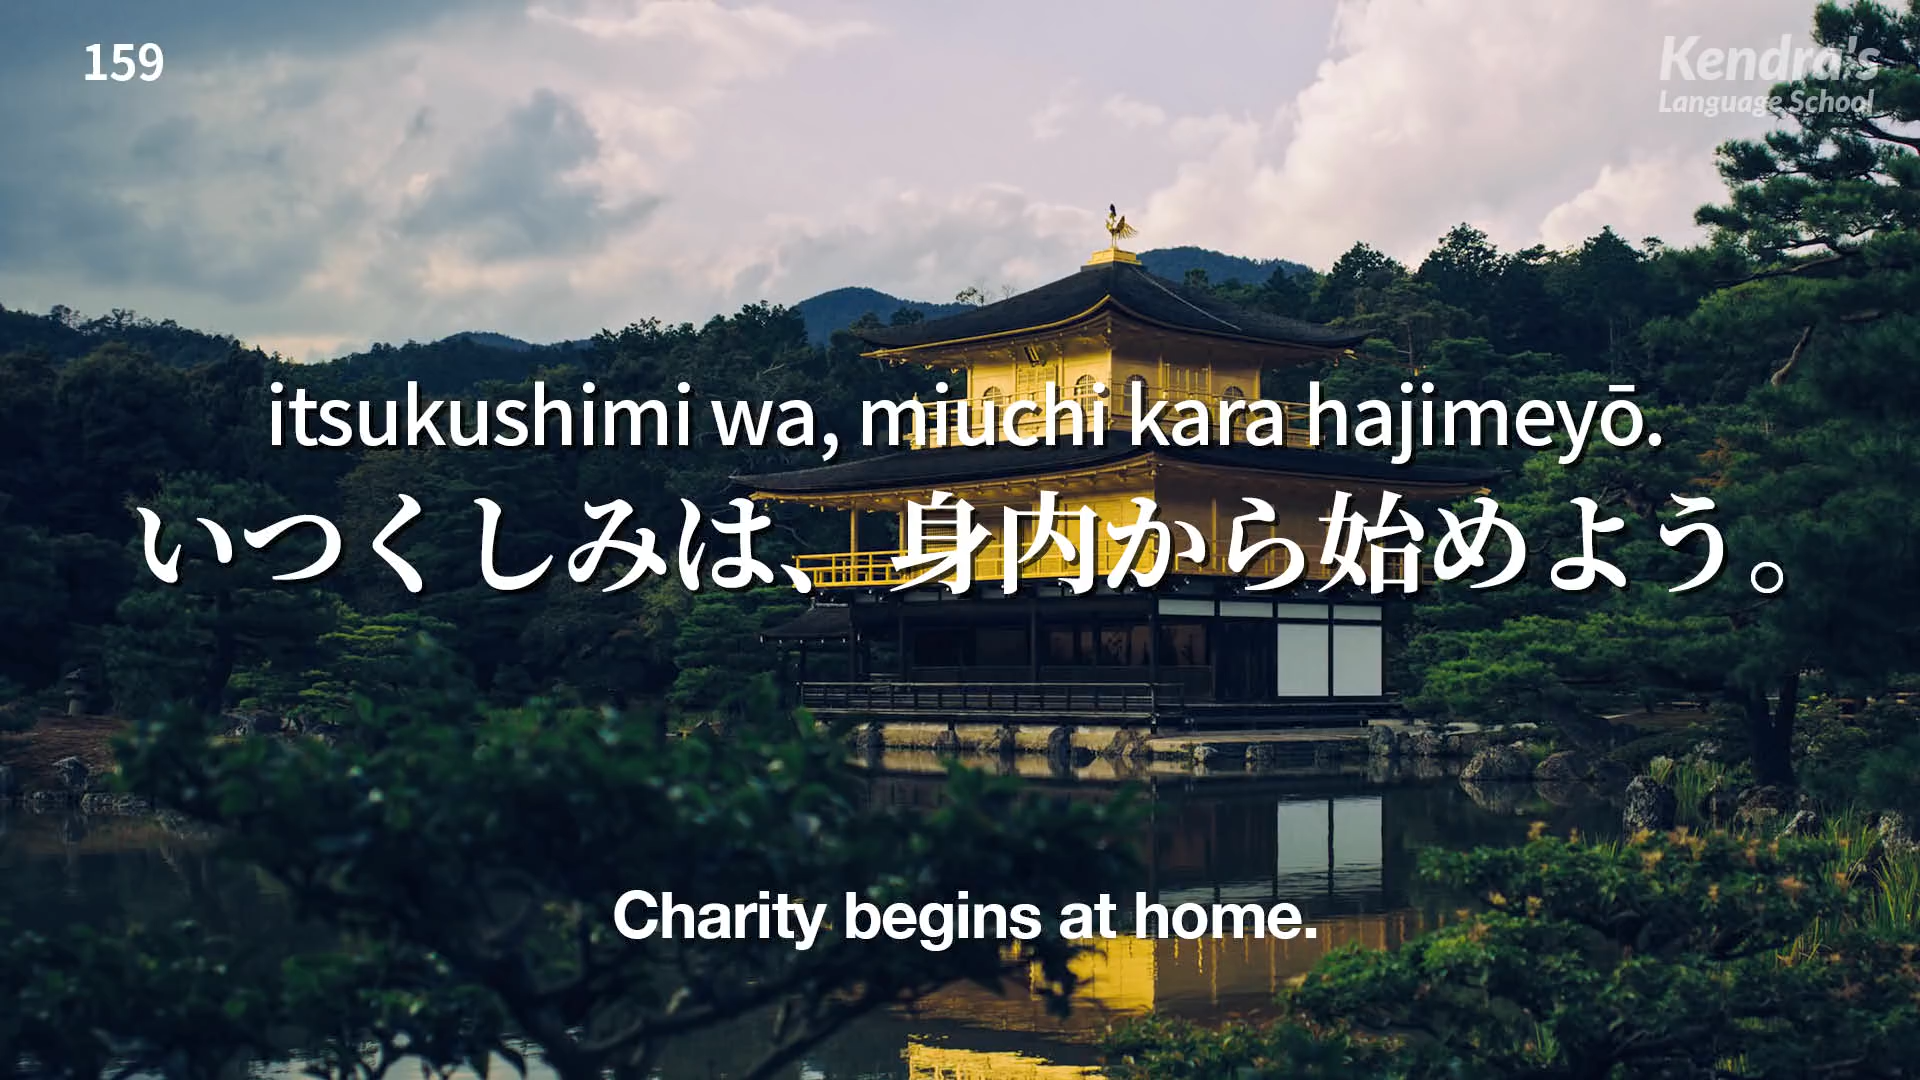 159
Kendra's
Language School
itsukushimi wa, miuchi kara hajimeyō.
いつくしみは、身内から始めよう。
Charity begins at home.